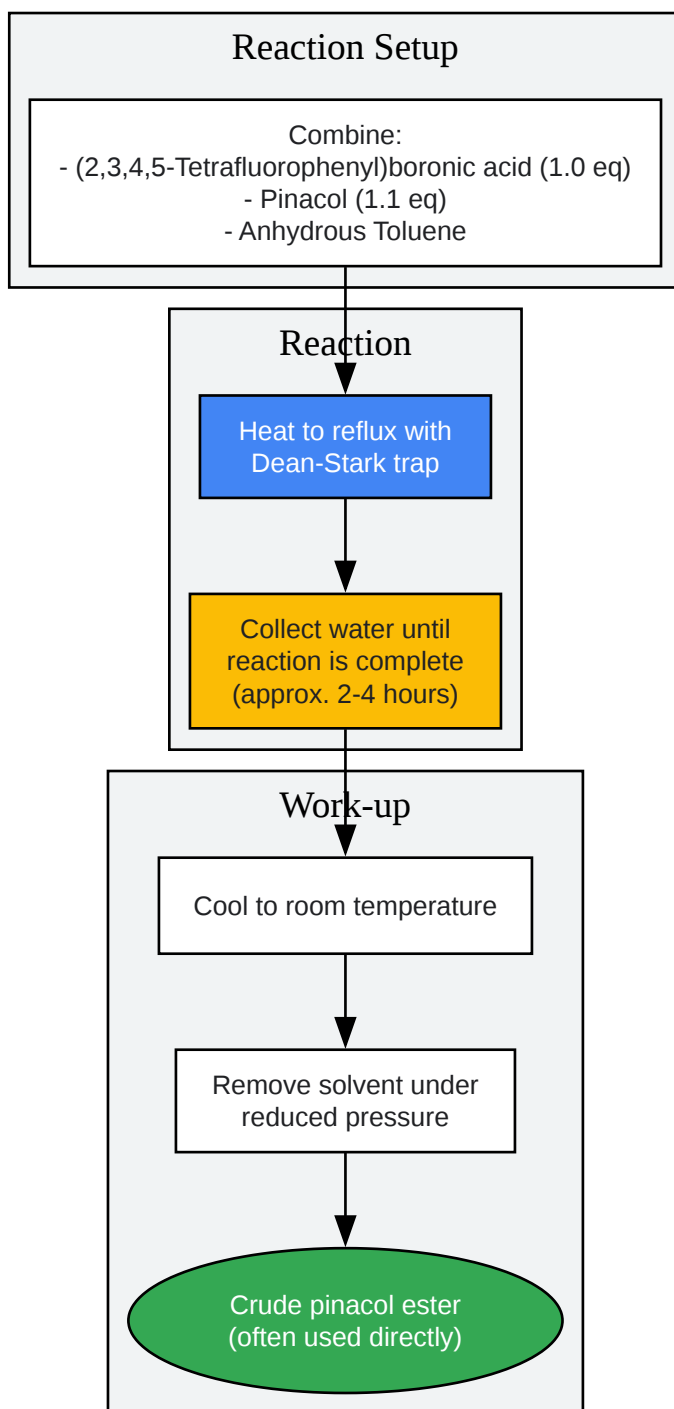 Reaction Setup
Combine:
- (2,3,4,5-Tetrafluorophenyl)boronic acid (1.0 eq)
- Pinacol (1.1 eq)
- Anhydrous Toluene
Reaction
Heat to reflux with
Dean-Stark trap
Collect water until
reaction is complete
(approx. 2-4 hours)
Work-up
Cool to room temperature
Remove solvent under
reduced pressure
Crude pinacol ester
(often used directly)